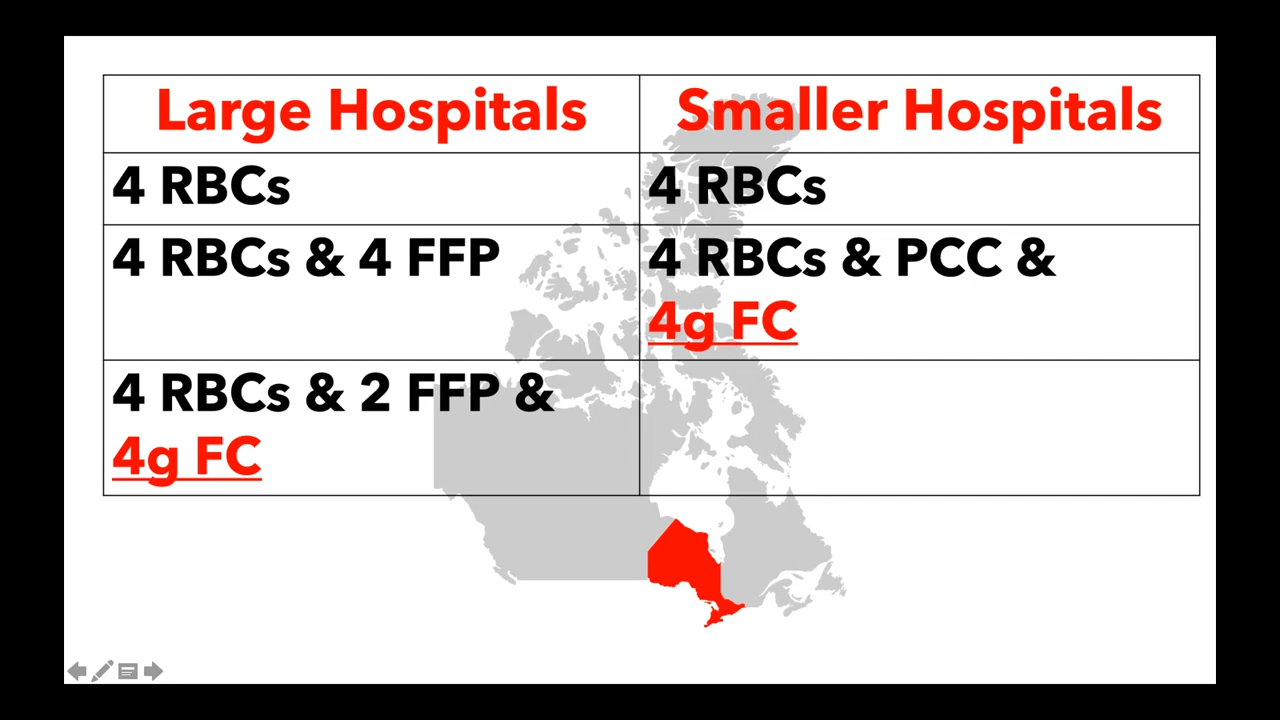 Large Hospitals
Smaller Hospitals
4 RBCs
4 RBCs
4 RBCs & 4 FFP
4 RBCs & PCC &
4g FC
4 RBCs & 2 FFP &
4g FC